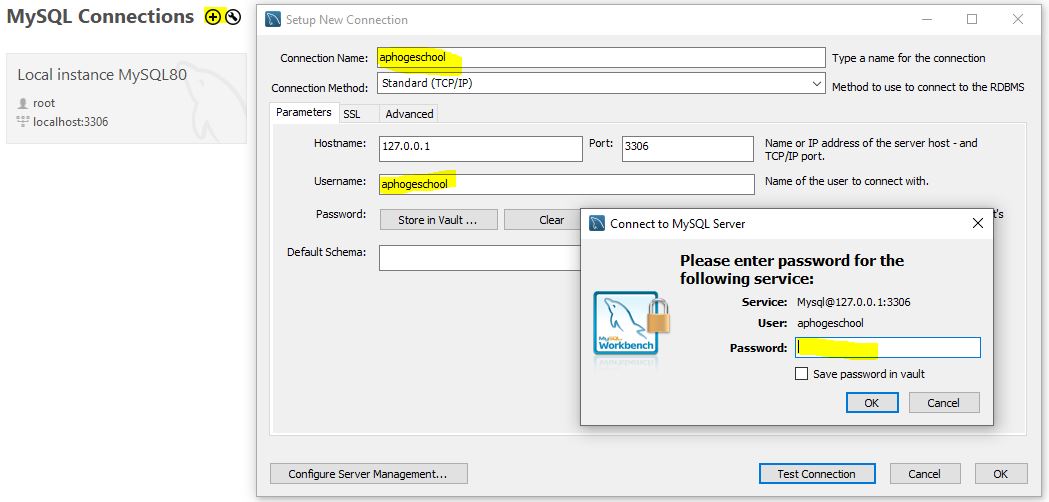 MySQL Connections
Local instance MySQL80
root
localhost:3306
Setup New Connection
Connection Name: aphogeschool Type a name for the connection
Connection Method: Standard (TCP/IP) Method to use to connect to the RDBMS
Parameters SSL Advanced
Hostname: 127.0.0.1 Port: 3306 Name or IP address of the server host - and
TCP/IP port.
Username: aphogeschool Name of the user to connect with.
Password: Store in Vault ... Clear 's
Default Schema:
Connect to MySQL Server
Please enter password for the
following service:
Service: Mysql@127.0.0.1:3306
User: aphogeschool
Password:
Save password in vault
OK Cancel
MySQL
Workbench
Configure Server Management... Test Connection Cancel OK